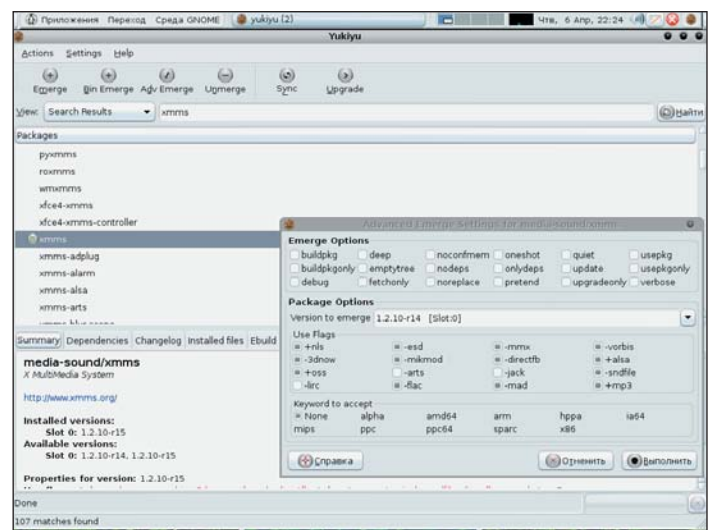 Приложения Переход Среда GNOME yukiyu (2) Чтв, 6 Апр, 22:24
Yukiyu
Actions Settings Help
Emerge Bin Emerge Adv Emerge Unmerge Sync Upgrade
View: Search Results xmms Найти
Packages
pyxmms
roxmms
wmxmms
xfce4-xmms
xfce4-xmms-controller
xmms
xmms-adplug
xmms-alarm
xmms-alsa
xmms-arts
Summary Dependencies Changelog Installed files Ebuild
media-sound/xmms
X MultiMedia System
http://www.xmms.org/
Installed versions:
Slot 0: 1.2.10-r15
Available versions:
Slot 0: 1.2.10-r14, 1.2.10-r15
Properties for version: 1.2.10-r15
Advanced Emerge Settings for media-sound/xmms
Emerge Options
buildpkg deep noconfmem oneshot quiet usepkg
buildpkgonly emptytree nodeps onlydeps update usepkgonly
debug fetchonly noreplace pretend upgradeonly verbose
Package Options
Version to emerge 1.2.10-r14 [Slot:0]
Use Flags
+nls -esd -mmx -vorbis
-3dnow -mikmod -directfb +alsa
+oss -arts -jack -sndfile
-lirc -flac -mad +mp3
Keyword to accept
None alpha amd64 arm hppa ia64
mips ppc ppc64 sparc x86
Справка Отменить Выполнить
Done
107 matches found